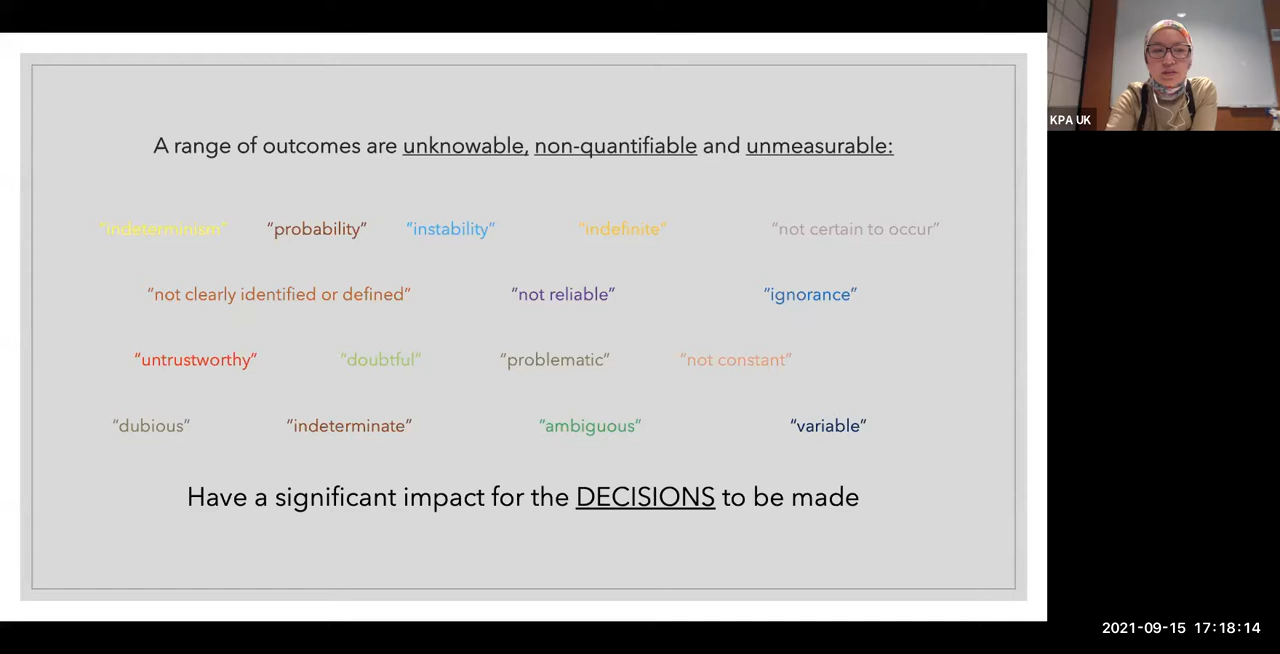 A range of outcomes are unknowable, non-quantifiable and unmeasurable:
“indeterminism” “probability” “instability” “indefinite” “not certain to occur”
“not clearly identified or defined” “not reliable” “ignorance”
“untrustworthy” “doubtful” “problematic” “not constant”
“dubious” “indeterminate” “ambiguous” “variable”
Have a significant impact for the DECISIONS to be made
KPA UK
2021-09-15 17:18:14